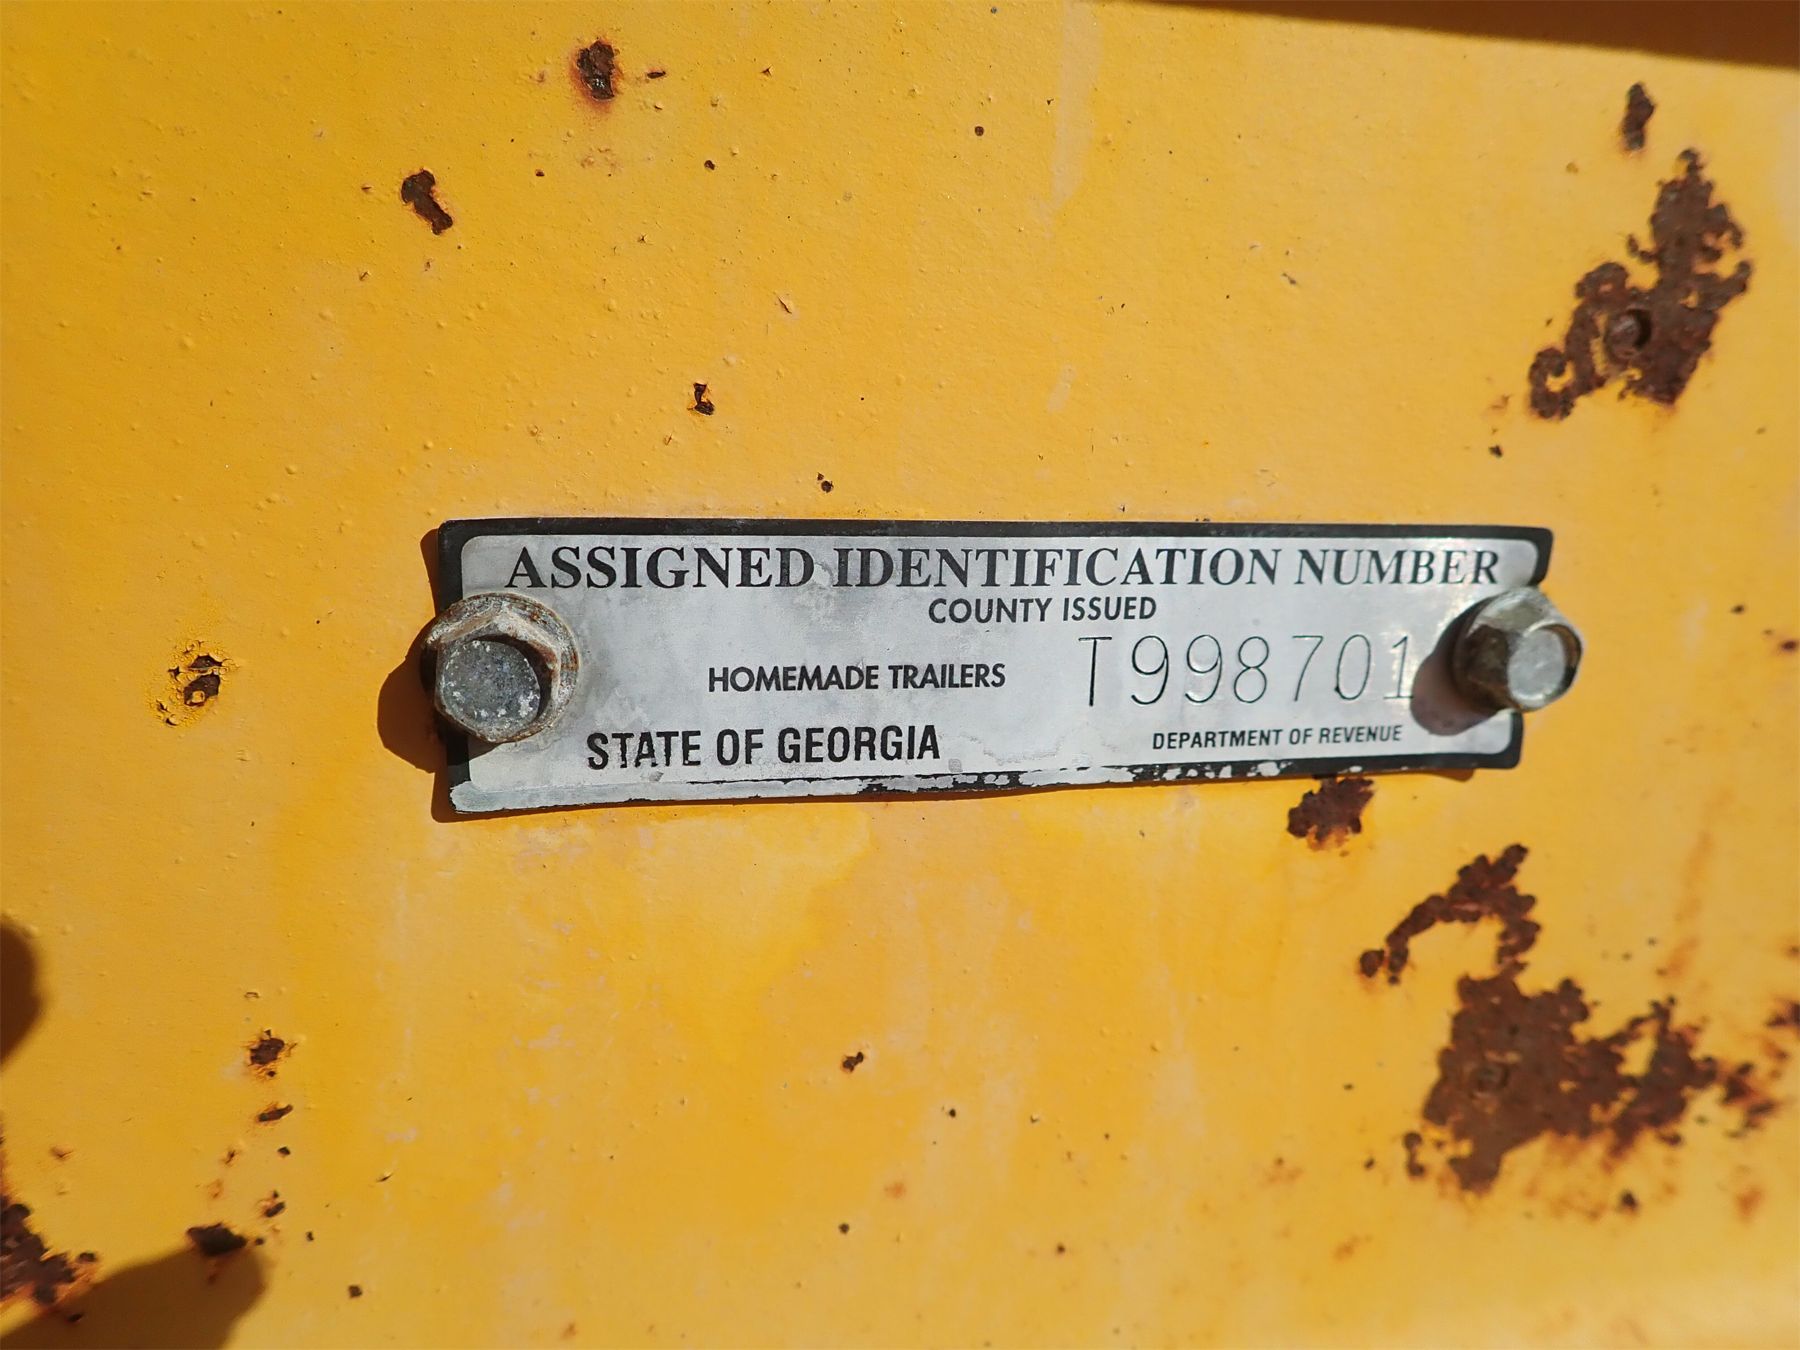 ASSIGNED IDENTIFICATION NUMBER
COUNTY ISSUED
HOMEMADE TRAILERS T998701
STATE OF GEORGIA DEPARTMENT OF REVENUE